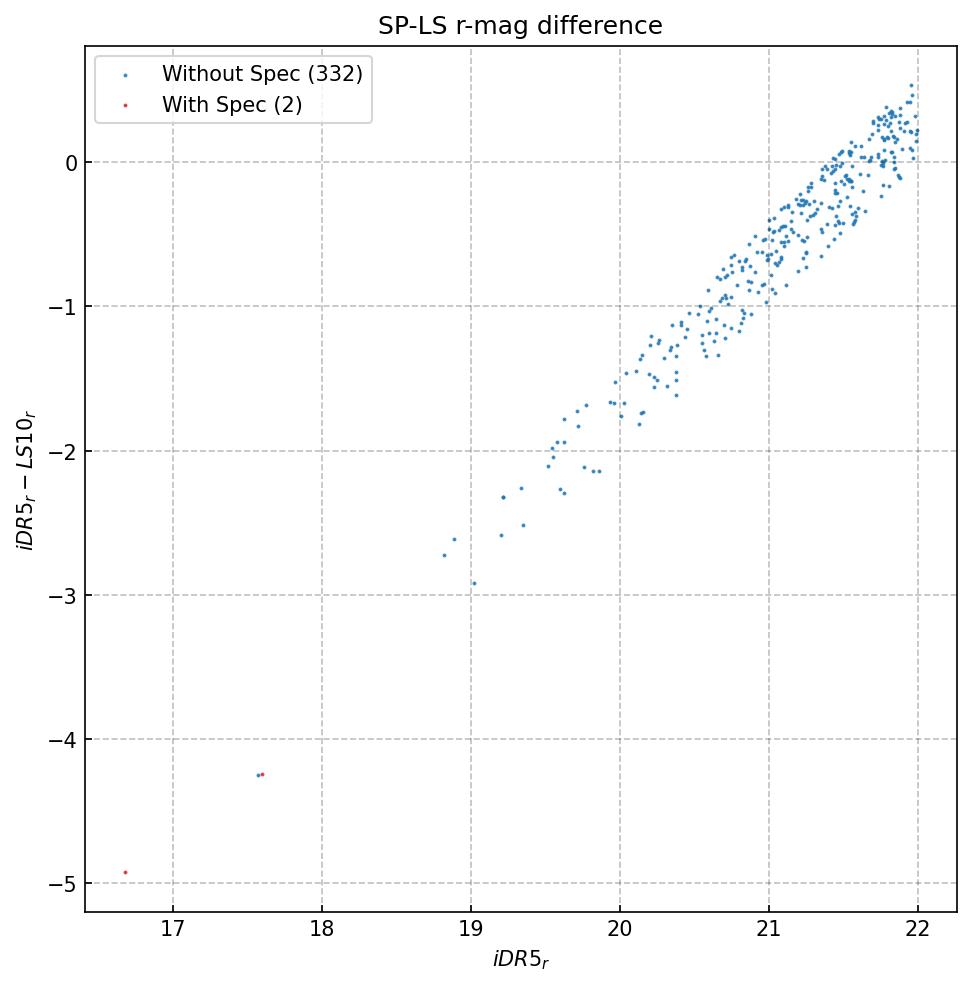 SP-LS r-mag difference
Without Spec (332)
With Spec (2)
0
−1
−2
−3
−4
−5
iDR5r − LS10r
17 18 19 20 21 22
iDR5r